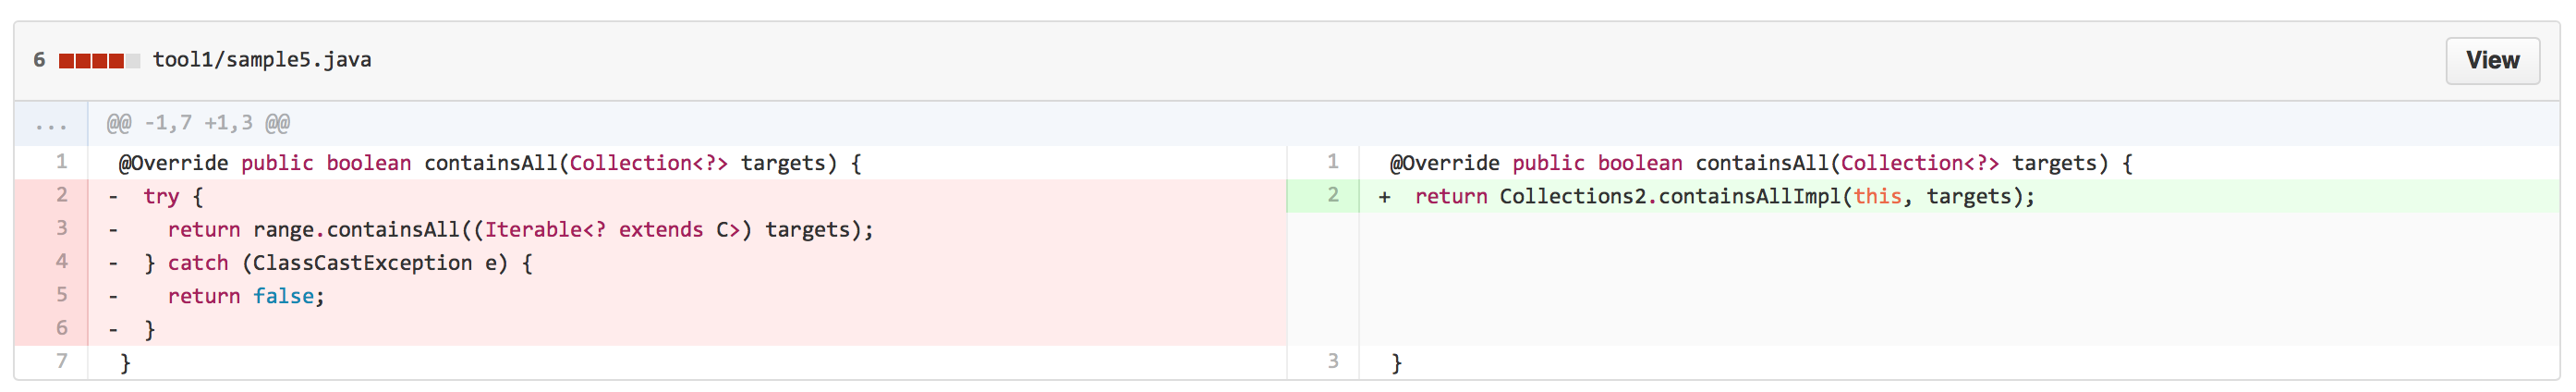 6 tool1/sample5.java View
... @@ -1,7 +1,3 @@
1 @Override public boolean containsAll(Collection<?> targets) { 1 @Override public boolean containsAll(Collection<?> targets) {
2 - try { 2 + return Collections2.containsAllImpl(this, targets);
3 - return range.containsAll((Iterable<? extends C>) targets);
4 - } catch (ClassCastException e) {
5 - return false;
6 - }
7 } 3 }